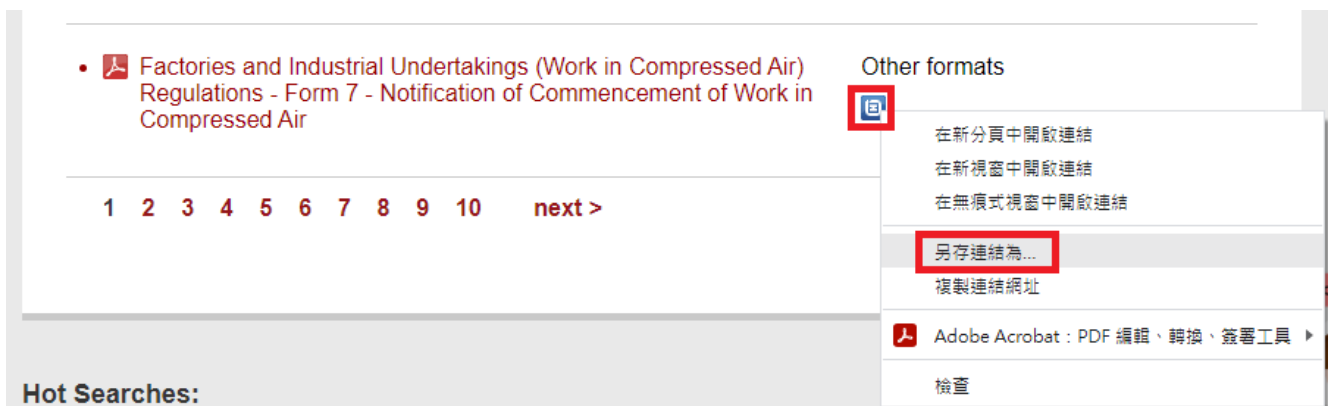 Factories and Industrial Undertakings (Work in Compressed Air)
Regulations - Form 7 - Notification of Commencement of Work in
Compressed Air
Other formats
在新分頁中開啟連結
在新視窗中開啟連結
在無痕式視窗中開啟連結
另存連結為...
複製連結網址
Adobe Acrobat：PDF 編輯、轉換、簽署工具
檢查
1 2 3 4 5 6 7 8 9 10 next >
Hot Searches: